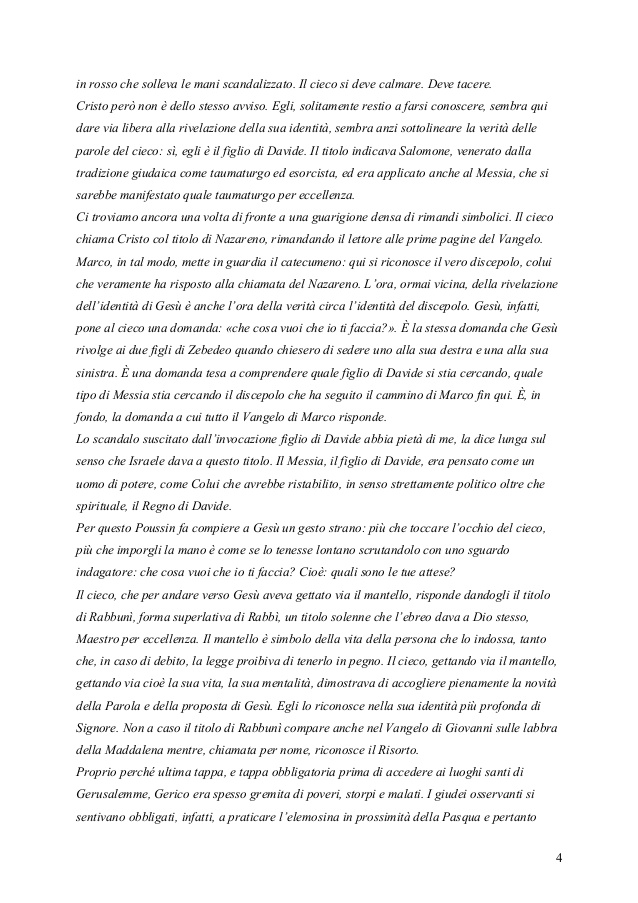 in rosso che solleva le mani scandalizzato. Il cieco si deve calmare. Deve tacere.
Cristo però non è dello stesso avviso. Egli, solitamente restio a farsi conoscere, sembra qui
dare via libera alla rivelazione della sua identità, sembra anzi sottolineare la verità delle
parole del cieco: sì, egli è il figlio di Davide. Il titolo indicava Salomone, venerato dalla
tradizione giudaica come taumaturgo ed esorcista, ed era applicato anche al Messia, che si
sarebbe manifestato quale taumaturgo per eccellenza.
Ci troviamo ancora una volta di fronte a una guarigione densa di rimandi simbolici. Il cieco
chiama Cristo col titolo di Nazareno, rimandando il lettore alle prime pagine del Vangelo.
Marco, in tal modo, mette in guardia il catecumeno: qui si riconosce il vero discepolo, colui
che veramente ha risposto alla chiamata del Nazareno. L’ora, ormai vicina, della rivelazione
dell’identità di Gesù è anche l’ora della verità circa l’identità del discepolo. Gesù, infatti,
pone al cieco una domanda: «che cosa vuoi che io ti faccia?». È la stessa domanda che Gesù
rivolge ai due figli di Zebedeo quando chiesero di sedere uno alla sua destra e una alla sua
sinistra. È una domanda tesa a comprendere quale figlio di Davide si stia cercando, quale
tipo di Messia stia cercando il discepolo che ha seguito il cammino di Marco fin qui. È, in
fondo, la domanda a cui tutto il Vangelo di Marco risponde.
Lo scandalo suscitato dall’invocazione figlio di Davide abbia pietà di me, la dice lunga sul
senso che Israele dava a questo titolo. Il Messia, il figlio di Davide, era pensato come un
uomo di potere, come Colui che avrebbe ristabilito, in senso strettamente politico oltre che
spirituale, il Regno di Davide.
Per questo Poussin fa compiere a Gesù un gesto strano: più che toccare l’occhio del cieco,
più che imporgli la mano è come se lo tenesse lontano scrutandolo con uno sguardo
indagatore: che cosa vuoi che io ti faccia? Cioè: quali sono le tue attese?
Il cieco, che per andare verso Gesù aveva gettato via il mantello, risponde dandogli il titolo
di Rabbunì, forma superlativa di Rabbì, un titolo solenne che l’ebreo dava a Dio stesso,
Maestro per eccellenza. Il mantello è simbolo della vita della persona che lo indossa, tanto
che, in caso di debito, la legge proibiva di tenerlo in pegno. Il cieco, gettando via il mantello,
gettando via cioè la sua vita, la sua mentalità, dimostrava di accogliere pienamente la novità
della Parola e della proposta di Gesù. Egli lo riconosce nella sua identità più profonda di
Signore. Non a caso il titolo di Rabbunì compare anche nel Vangelo di Giovanni sulle labbra
della Maddalena mentre, chiamata per nome, riconosce il Risorto.
Proprio perché ultima tappa, e tappa obbligatoria prima di accedere ai luoghi santi di
Gerusalemme, Gerico era spesso gremita di poveri, storpi e malati. I giudei osservanti si
sentivano obbligati, infatti, a praticare l’elemosina in prossimità della Pasqua e pertanto
4